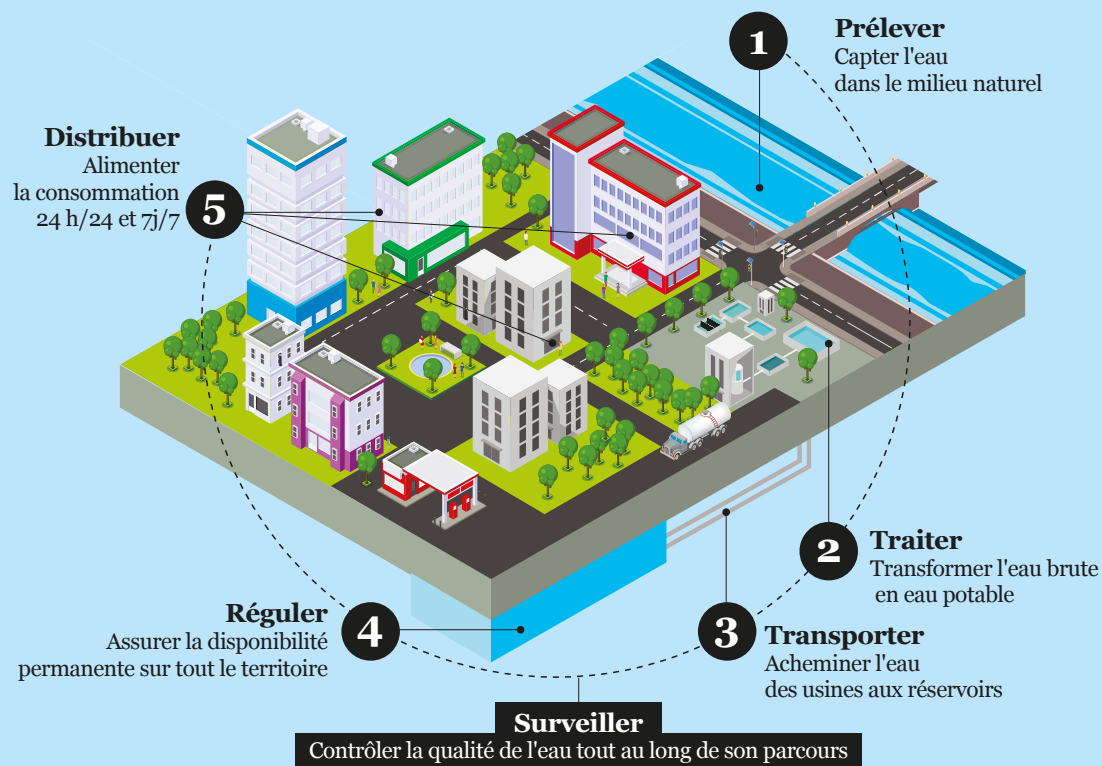 1
Prélever
Capter l'eau
dans le milieu naturel
2
Traiter
Transformer l'eau brute
en eau potable
3
Transporter
Acheminer l'eau
des usines aux réservoirs
4
Réguler
Assurer la disponibilité
permanente sur tout le territoire
5
Distribuer
Alimenter
la consommation
24 h/24 et 7j/7
Surveiller
Contrôler la qualité de l'eau tout au long de son parcours